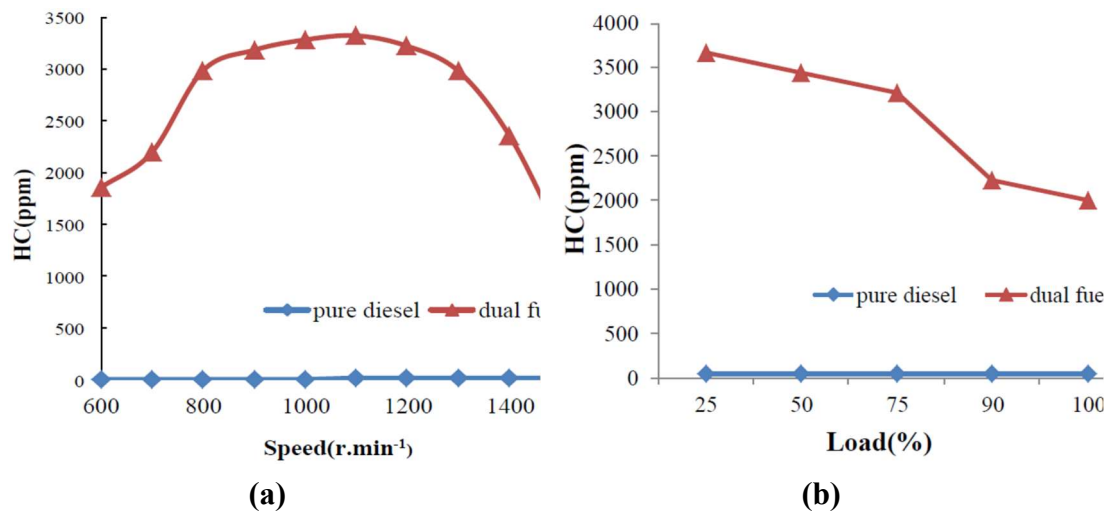 3500
3000
2500
2000
1500
1000
500
0
HC(ppm)
pure diesel
dual fu
600 800 1000 1200 1400
Speed(r.min⁻¹)
(a)
4000
3500
3000
2500
2000
1500
1000
500
0
HC(ppm)
pure diesel
dual fue
25 50 75 90 100
Load(%)
(b)